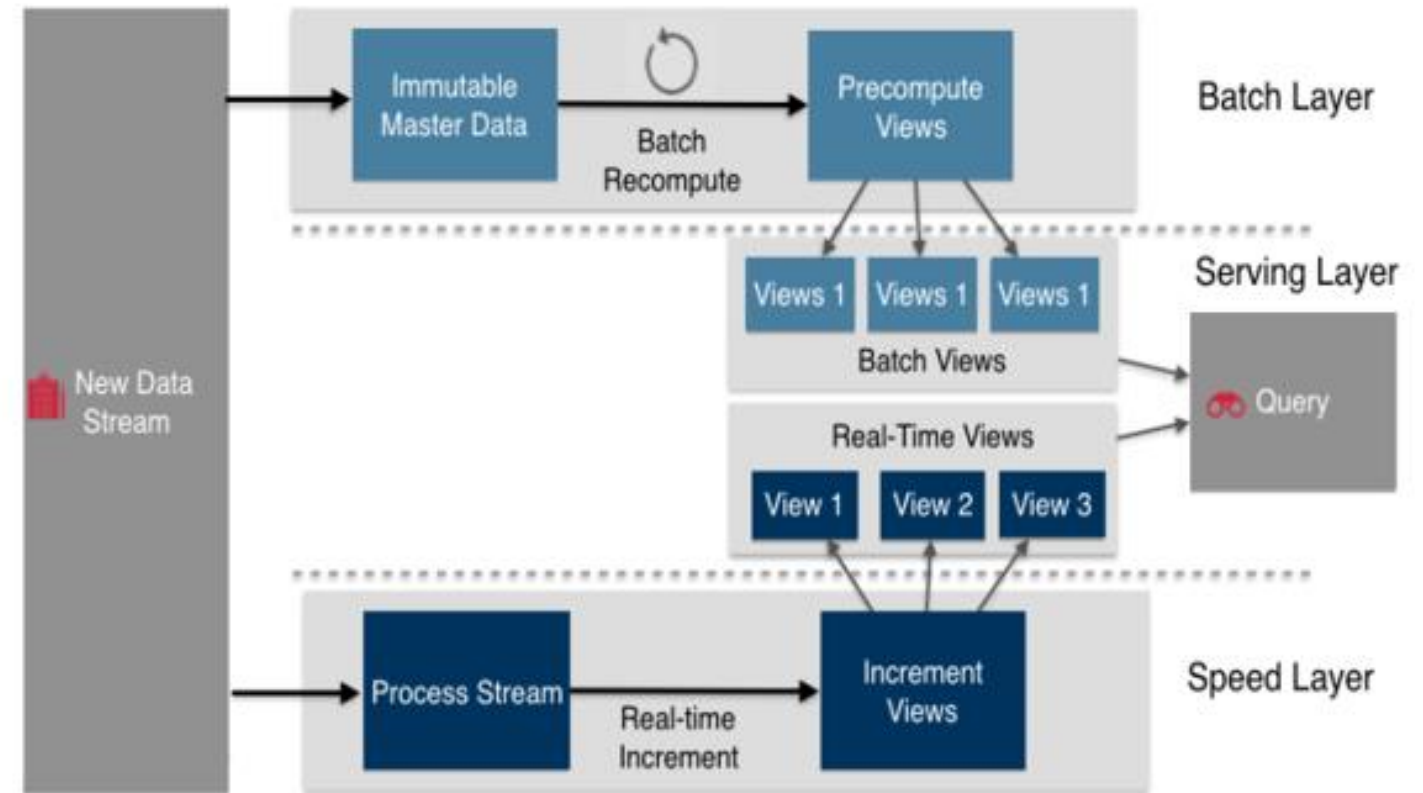 New Data
Stream
Immutable
Master Data
Batch
Recompute
Precompute
Views
Batch Layer
Views 1
Views 1
Views 1
Batch Views
Serving Layer
Query
Real-Time Views
View 1
View 2
View 3
Process Stream
Real-time
Increment
Increment
Views
Speed Layer